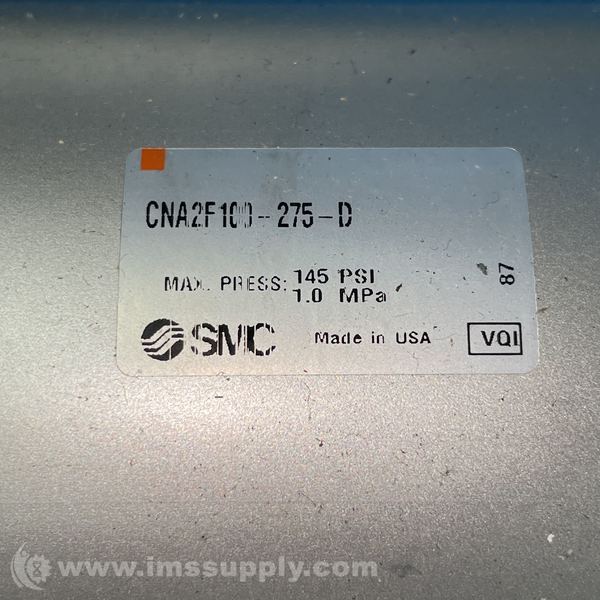 CNA2F100-275-D
MAX. PRESS: 145 PSI
1.0 MPa
87
SMC Made in USA VQI
www.imssupply.com